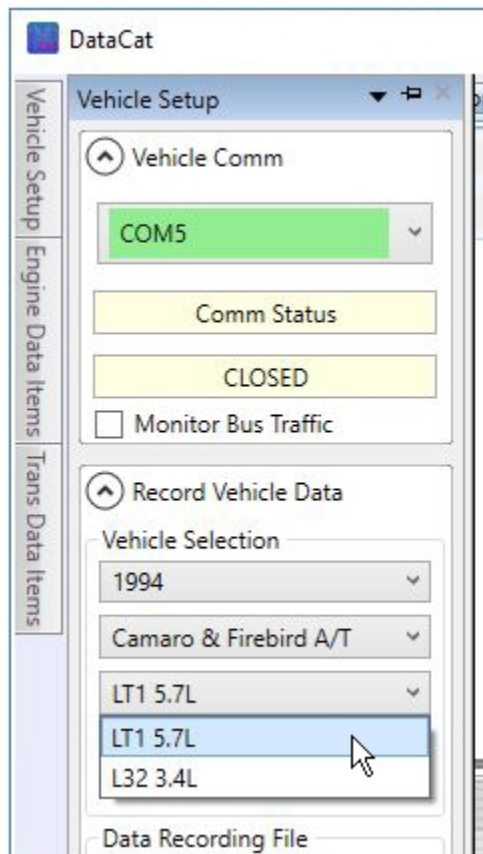 DataCat
Vehicle Setup
Engine Data Items
Trans Data Items
Vehicle Setup
Vehicle Comm
COM5
Comm Status
CLOSED
Monitor Bus Traffic
Record Vehicle Data
Vehicle Selection
1994
Camaro & Firebird A/T
LT1 5.7L
LT1 5.7L
L32 3.4L
Data Recording File